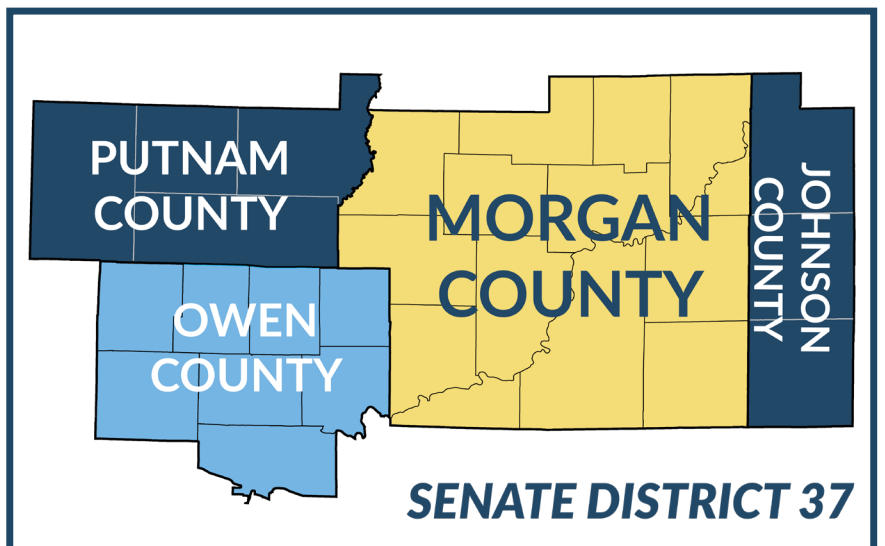 PUTNAM
COUNTY
MORGAN
COUNTY
JOHNSON
COUNTY
OWEN
COUNTY
SENATE DISTRICT 37